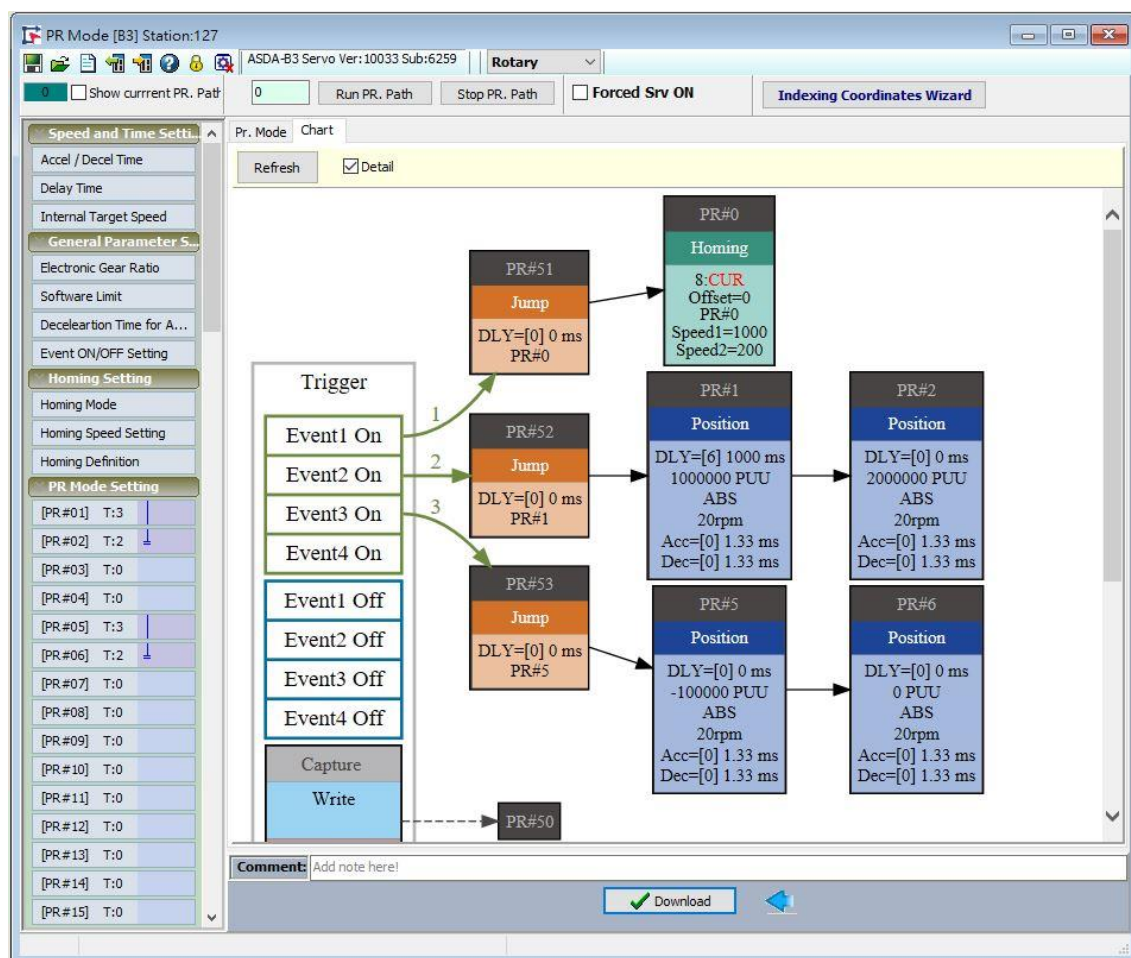 PR Mode [B3] Station:127
ASDA-B3 Servo Ver:10033 Sub:6259
Rotary
0
Show currrent PR. Path
0
Run PR. Path
Stop PR. Path
Forced Srv ON
Indexing Coordinates Wizard
Speed and Time Setti...
Accel / Decel Time
Delay Time
Internal Target Speed
General Parameter S...
Electronic Gear Ratio
Software Limit
Deceleartion Time for A...
Event ON/OFF Setting
Homing Setting
Homing Mode
Homing Speed Setting
Homing Definition
PR Mode Setting
[PR#01] T:3
[PR#02] T:2
[PR#03] T:0
[PR#04] T:0
[PR#05] T:3
[PR#06] T:2
[PR#07] T:0
[PR#08] T:0
[PR#09] T:0
[PR#10] T:0
[PR#11] T:0
[PR#12] T:0
[PR#13] T:0
[PR#14] T:0
[PR#15] T:0
Pr. Mode
Chart
Refresh
Detail
Trigger
Event1 On
Event2 On
Event3 On
Event4 On
Event1 Off
Event2 Off
Event3 Off
Event4 Off
Capture
Write
1
2
3
PR#51
Jump
DLY=[0] 0 ms
PR#0
PR#0
Homing
8:CUR
Offset=0
PR#0
Speed1=1000
Speed2=200
PR#52
Jump
DLY=[0] 0 ms
PR#1
PR#1
Position
DLY=[6] 1000 ms
1000000 PUU
ABS
20rpm
Acc=[0] 1.33 ms
Dec=[0] 1.33 ms
PR#2
Position
DLY=[0] 0 ms
2000000 PUU
ABS
20rpm
Acc=[0] 1.33 ms
Dec=[0] 1.33 ms
PR#53
Jump
DLY=[0] 0 ms
PR#5
PR#5
Position
DLY=[0] 0 ms
-100000 PUU
ABS
20rpm
Acc=[0] 1.33 ms
Dec=[0] 1.33 ms
PR#6
Position
DLY=[0] 0 ms
0 PUU
ABS
20rpm
Acc=[0] 1.33 ms
Dec=[0] 1.33 ms
PR#50
Comment:
Add note here!
Download